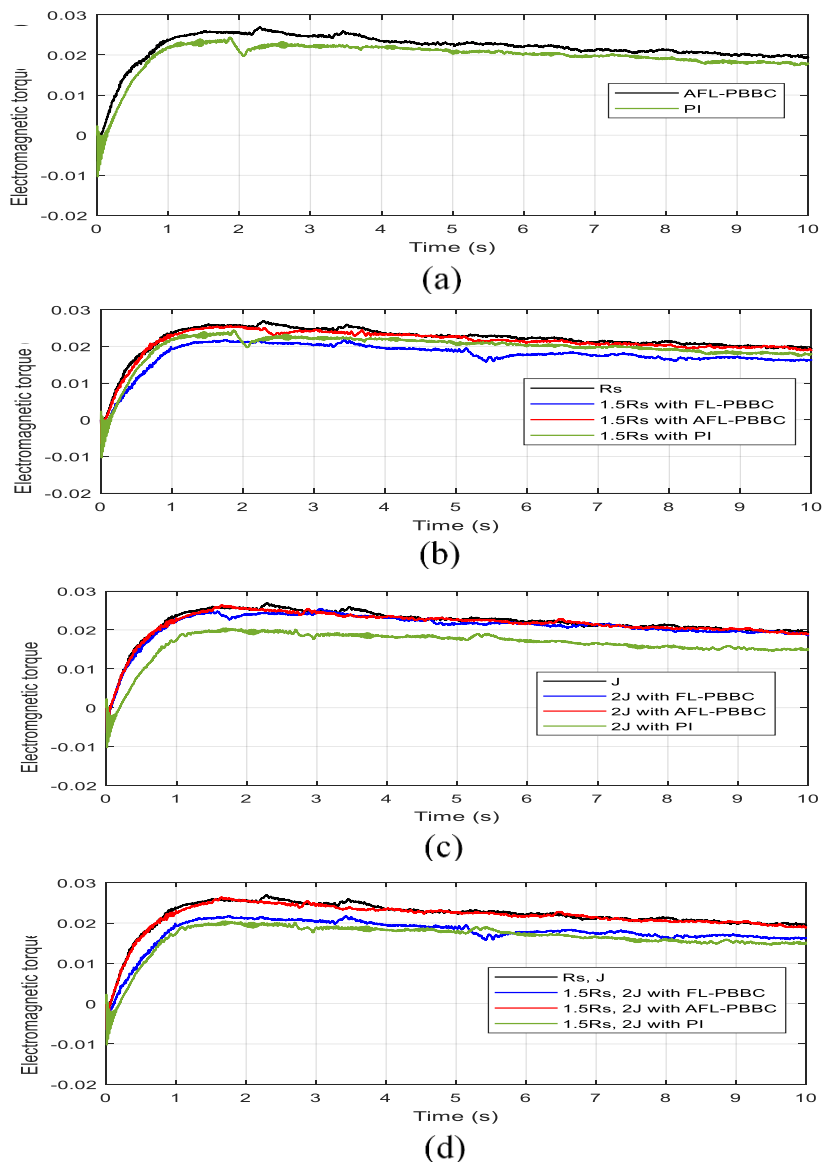 0.03
0.02
0.01
0
-0.01
-0.02
Electromagnetic torque
0 1 2 3 4 5 6 7 8 9 10
Time (s)
AFL-PBBC
PI
(a)
0.03
0.02
0.01
0
-0.01
-0.02
Electromagnetic torque
0 1 2 3 4 5 6 7 8 9 10
Time (s)
Rs
1.5Rs with FL-PBBC
1.5Rs with AFL-PBBC
1.5Rs with PI
(b)
0.03
0.02
0.01
0
-0.01
-0.02
Electromgnetic torque
0 1 2 3 4 5 6 7 8 9 10
Time (s)
J
2J with FL-PBBC
2J with AFL-PBBC
2J with PI
(c)
0.03
0.02
0.01
0
-0.01
-0.02
Electromagnetic torque
0 1 2 3 4 5 6 7 8 9 10
Time (s)
Rs, J
1.5Rs, 2J with FL-PBBC
1.5Rs, 2J with AFL-PBBC
1.5Rs, 2J with PI
(d)